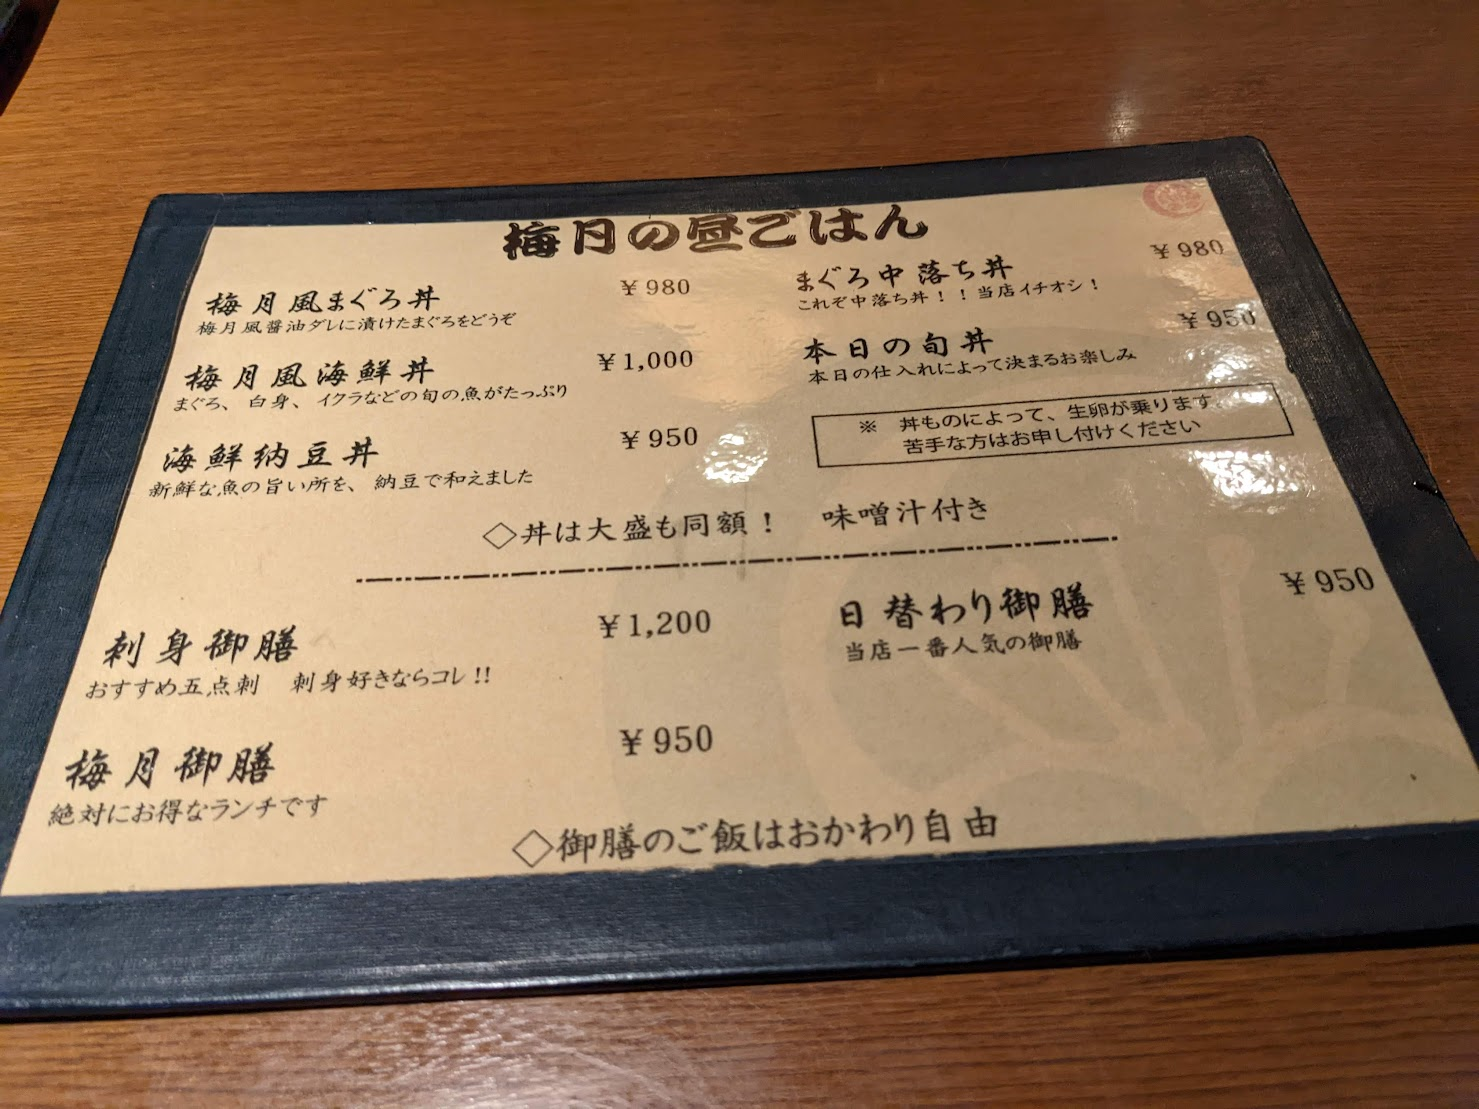 梅月の昼ごはん
梅月風まぐろ丼 ￥980
梅月風醤油ダレに漬けたまぐろをどうぞ
梅月風海鮮丼 ￥1,000
まぐろ、白身、イクラなどの旬の魚がたっぷり
海鮮納豆丼 ￥950
新鮮な魚の旨い所を、納豆で和えました
まぐろ中落ち丼 ￥980
これぞ中落ち丼！！当店イチオシ！
本日の旬丼 ￥950
本日の仕入れによって決まるお楽しみ
※　丼ものによって、生卵が乗ります
苦手な方はお申し付けください
◇丼は大盛も同額！　味噌汁付き
刺身御膳 ￥1,200
おすすめ五点刺　刺身好きならコレ!!
梅月御膳 ￥950
絶対にお得なランチです
日替わり御膳 ￥950
当店一番人気の御膳
◇御膳のご飯はおかわり自由